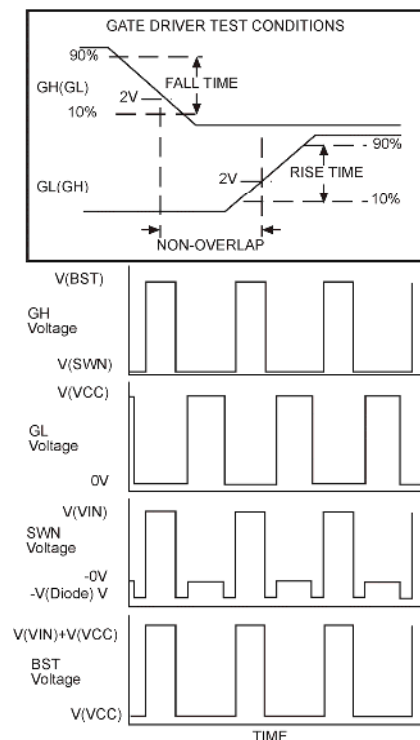 GATE DRIVER TEST CONDITIONS
90%
GH(GL)
FALL TIME
2V
10%
90%
GL(GH)
2V
RISE TIME
10%
NON-OVERLAP
V(BST)
GH
Voltage
V(SWN)
V(VCC)
GL
Voltage
0V
V(VIN)
SWN
Voltage
-0V
-V(Diode) V
V(VIN)+V(VCC)
BST
Voltage
V(VCC)
TIME